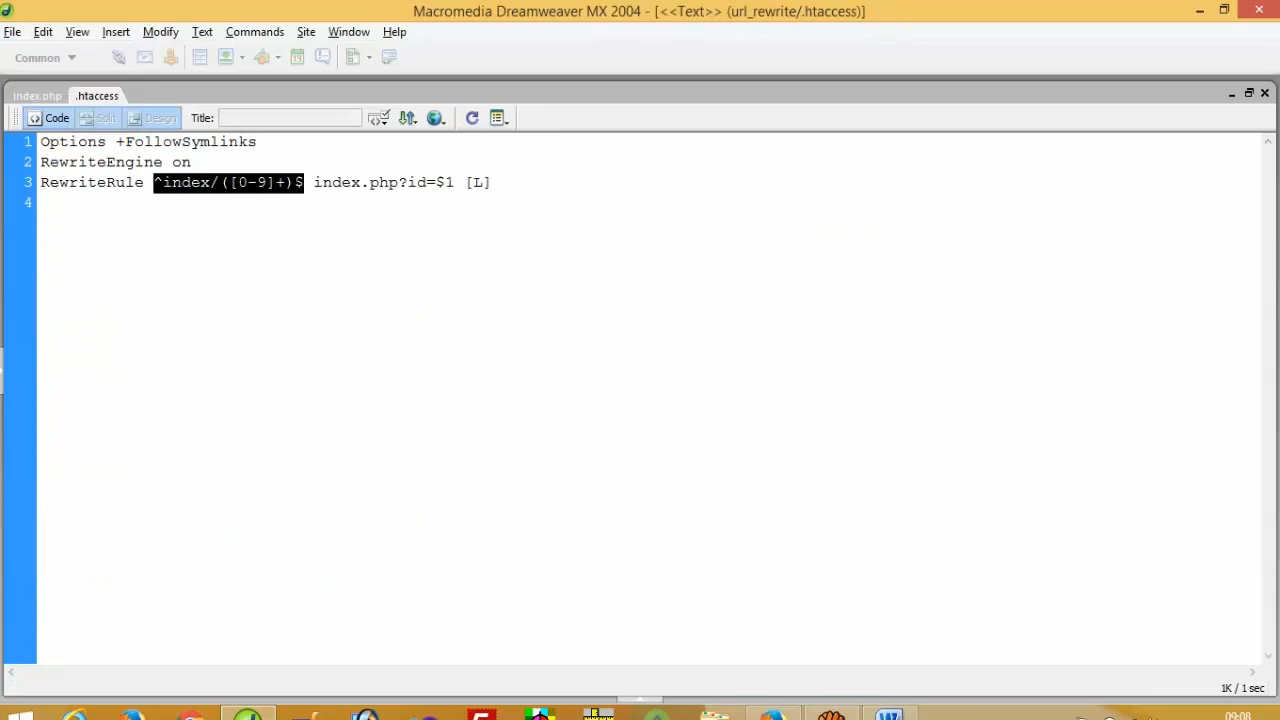 Macromedia Dreamweaver MX 2004 - [<<Text>> (url_rewrite/.htaccess)]
File Edit View Insert Modify Text Commands Site Window Help
Common
index.php .htaccess
Code Split Design Title:
1 Options +FollowSymlinks
2 RewriteEngine on
3 RewriteRule ^index/([0-9]+)$ index.php?id=$1 [L]
4
1K / 1 sec
09:08